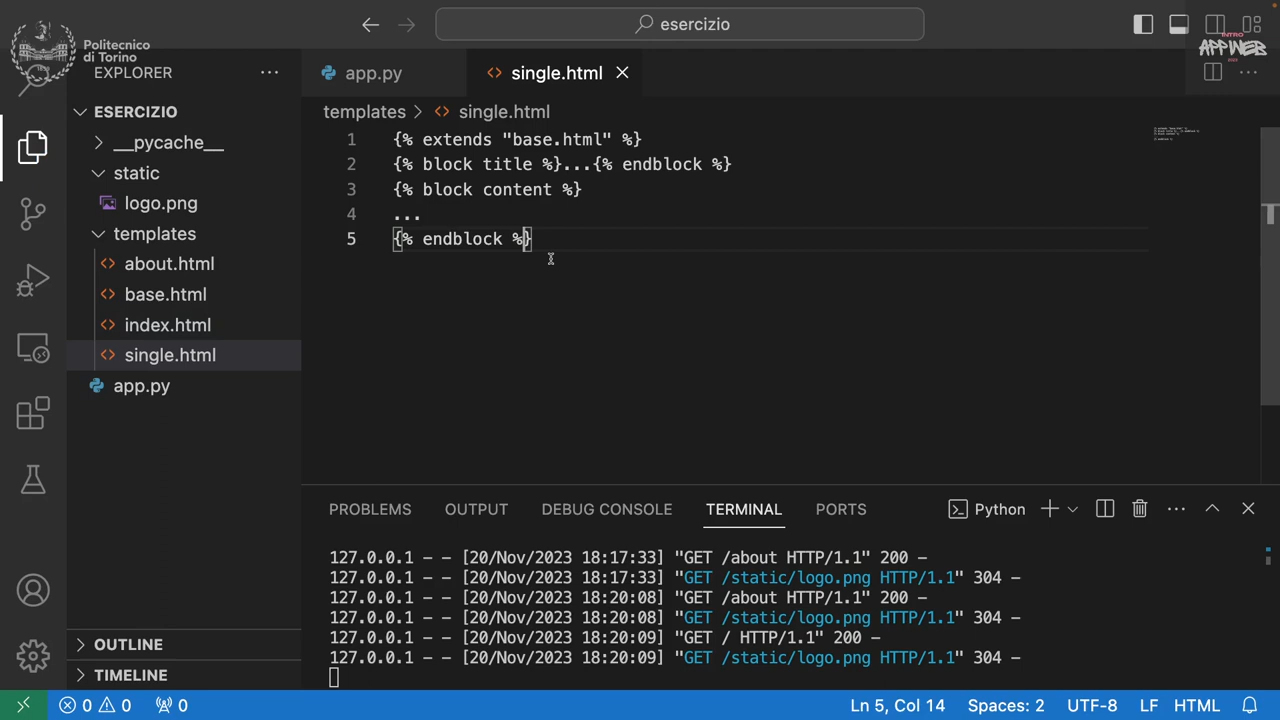 Politecnico
di Torino
esercizio
INTRO
APPINWEB
2023
EXPLORER
app.py
single.html
ESERCIZIO
templates > single.html
__pycache__
static
logo.png
templates
about.html
base.html
index.html
single.html
app.py
1 {% extends "base.html" %}
2 {% block title %}...{% endblock %}
3 {% block content %}
4 ...
5 {% endblock %}
PROBLEMS OUTPUT DEBUG CONSOLE TERMINAL PORTS Python
127.0.0.1 - - [20/Nov/2023 18:17:33] "GET /about HTTP/1.1" 200 -
127.0.0.1 - - [20/Nov/2023 18:17:33] "GET /static/logo.png HTTP/1.1" 304 -
127.0.0.1 - - [20/Nov/2023 18:20:08] "GET /about HTTP/1.1" 200 -
127.0.0.1 - - [20/Nov/2023 18:20:08] "GET /static/logo.png HTTP/1.1" 304 -
127.0.0.1 - - [20/Nov/2023 18:20:09] "GET / HTTP/1.1" 200 -
127.0.0.1 - - [20/Nov/2023 18:20:09] "GET /static/logo.png HTTP/1.1" 304 -
OUTLINE
TIMELINE
0 0 0 Ln 5, Col 14 Spaces: 2 UTF-8 LF HTML